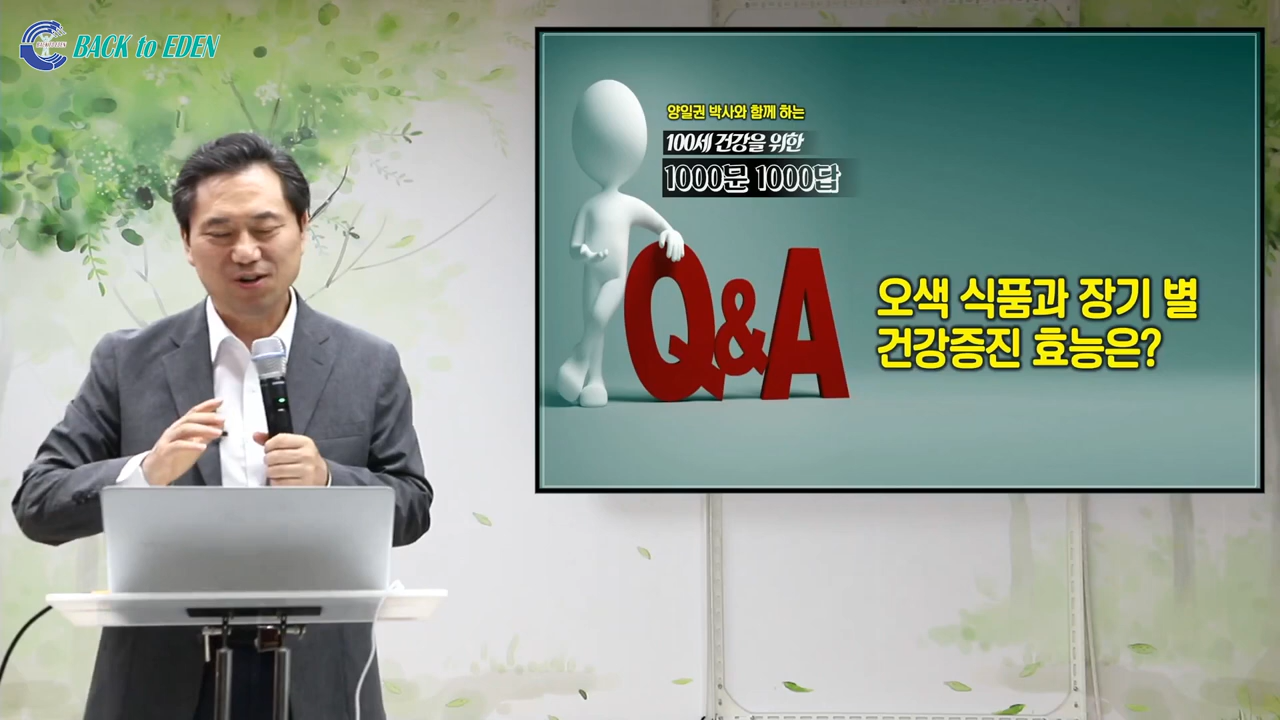 BACK to EDEN
양일권 박사와 함께 하는
100세 건강을 위한
1000문 1000답
Q&A
오색 식품과 장기 별
건강증진 효능은?